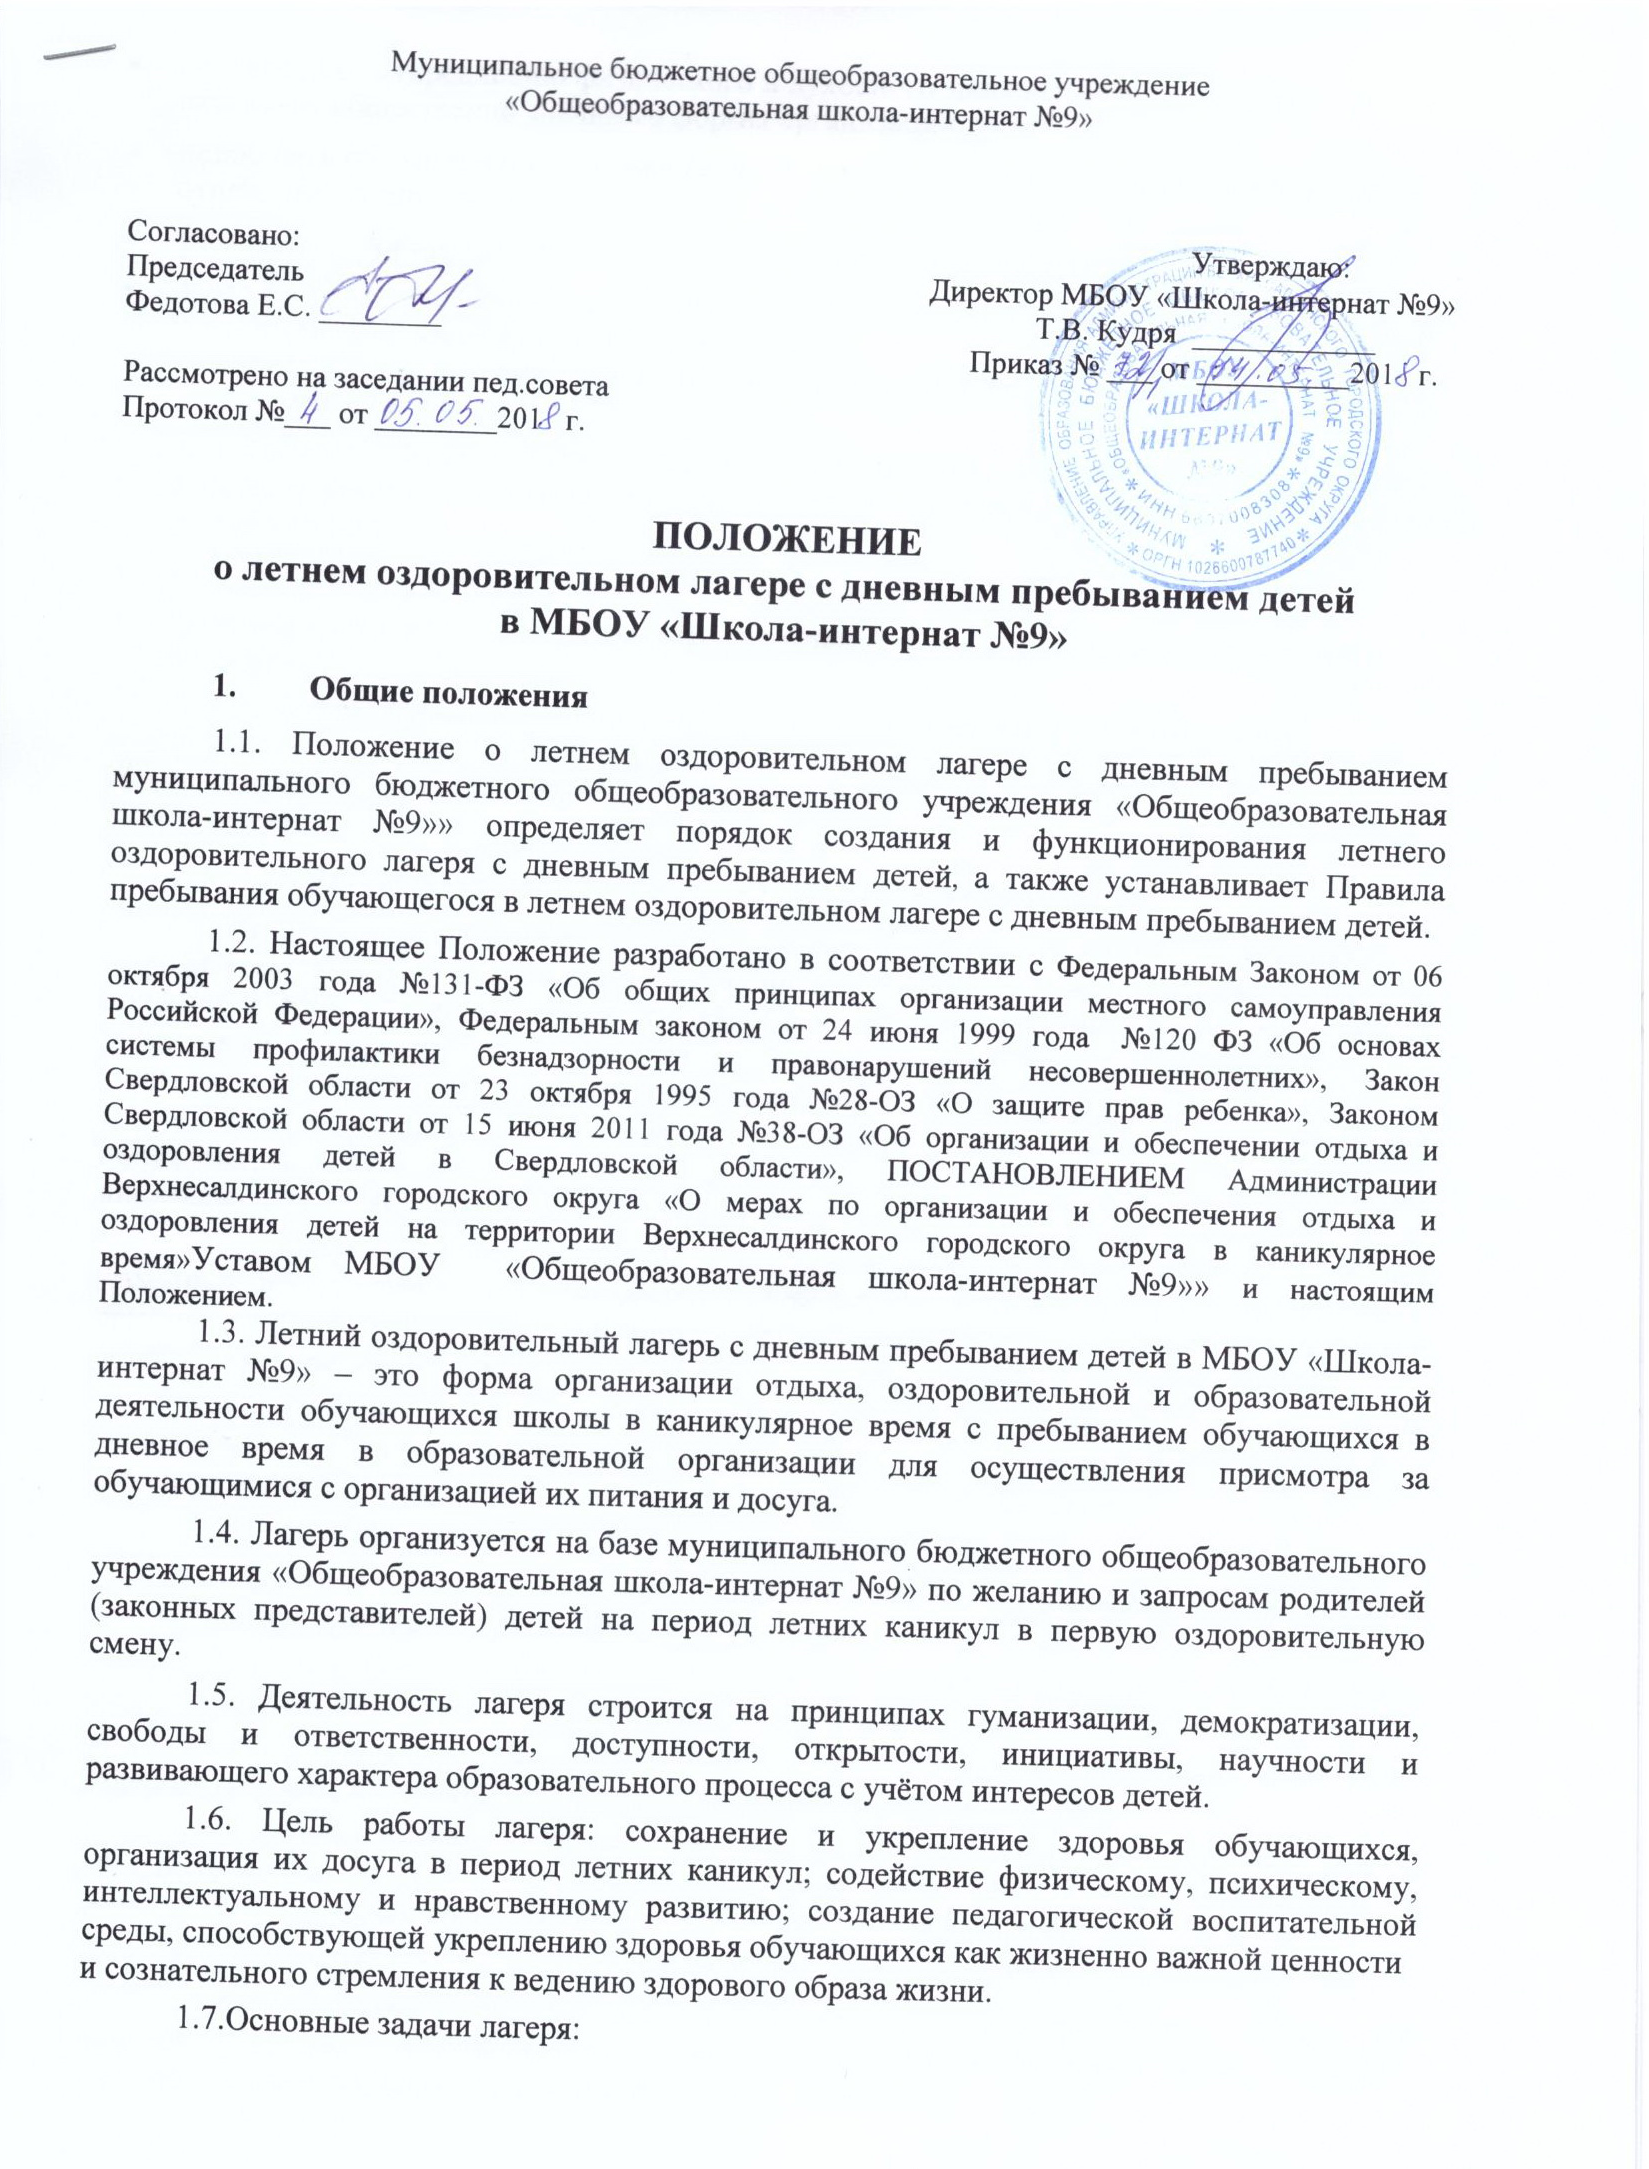 Муниципальное бюджетное общеобразовательное учреждение
«Общеобразовательная школа-интернат №9»
Согласовано:
Председатель
Федотова Е.С.
Рассмотрено на заседании пед.совета
Протокол № 4 от 05.05. 2018 г.
Утверждаю:
Директор МБОУ «Школа-интернат №9»
Т.В. Кудря
Приказ № от 2018 г.
МБОУ
«ШКОЛА-
ИНТЕРНАТ
МУНИЦИПАЛЬНОЕ БЮДЖЕТНОЕ УЧРЕЖДЕНИЕ
ОГРН 1026600787740
ПОЛОЖЕНИЕ
о летнем оздоровительном лагере с дневным пребыванием детей
в МБОУ «Школа-интернат №9»
1. Общие положения
1.1. Положение о летнем оздоровительном лагере с дневным пребыванием
муниципального бюджетного общеобразовательного учреждения «Общеобразовательная
школа-интернат №9»» определяет порядок создания и функционирования летнего
оздоровительного лагеря с дневным пребыванием детей, а также устанавливает Правила
пребывания обучающегося в летнем оздоровительном лагере с дневным пребыванием детей.
1.2. Настоящее Положение разработано в соответствии с Федеральным Законом от 06
октября 2003 года №131-ФЗ «Об общих принципах организации местного самоуправления
Российской Федерации», Федеральным законом от 24 июня 1999 года №120 ФЗ «Об основах
системы профилактики безнадзорности и правонарушений несовершеннолетних», Закон
Свердловской области от 23 октября 1995 года №28-ОЗ «О защите прав ребенка», Законом
Свердловской области от 15 июня 2011 года №38-ОЗ «Об организации и обеспечении отдыха и
оздоровления детей в Свердловской области», ПОСТАНОВЛЕНИЕМ Администрации
Верхнесалдинского городского округа «О мерах по организации и обеспечения отдыха и
оздоровления детей на территории Верхнесалдинского городского округа в каникулярное
время»Уставом МБОУ «Общеобразовательная школа-интернат №9»» и настоящим
Положением.
1.3. Летний оздоровительный лагерь с дневным пребыванием детей в МБОУ «Школа-
интернат №9» – это форма организации отдыха, оздоровительной и образовательной
деятельности обучающихся школы в каникулярное время с пребыванием обучающихся в
дневное время в образовательной организации для осуществления присмотра за
обучающимися с организацией их питания и досуга.
1.4. Лагерь организуется на базе муниципального бюджетного общеобразовательного
учреждения «Общеобразовательная школа-интернат №9» по желанию и запросам родителей
(законных представителей) детей на период летних каникул в первую оздоровительную
смену.
1.5. Деятельность лагеря строится на принципах гуманизации, демократизации,
свободы и ответственности, доступности, открытости, инициативы, научности и
развивающего характера образовательного процесса с учётом интересов детей.
1.6. Цель работы лагеря: сохранение и укрепление здоровья обучающихся,
организация их досуга в период летних каникул; содействие физическому, психическому,
интеллектуальному и нравственному развитию; создание педагогической воспитательной
среды, способствующей укреплению здоровья обучающихся как жизненно важной ценности
и сознательного стремления к ведению здорового образа жизни.
1.7.Основные задачи лагеря: